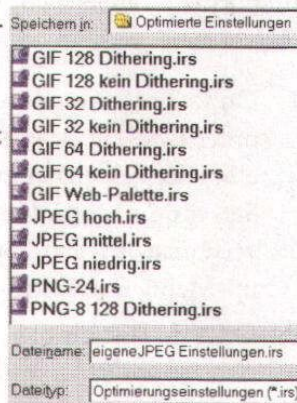 Speichern in: Optimierte Einstellungen
GIF 128 Dithering.irs
GIF 128 kein Dithering.irs
GIF 32 Dithering.irs
GIF 32 kein Dithering.irs
GIF 64 Dithering.irs
GIF 64 kein Dithering.irs
GIF Web-Palette.irs
JPEG hoch.irs
JPEG mittel.irs
JPEG niedrig.irs
PNG-24.irs
PNG-8 128 Dithering.irs
Dateiname: eigeneJPEG Einstellungen.irs
Dateityp: Optimierungseinstellungen (*.irs)